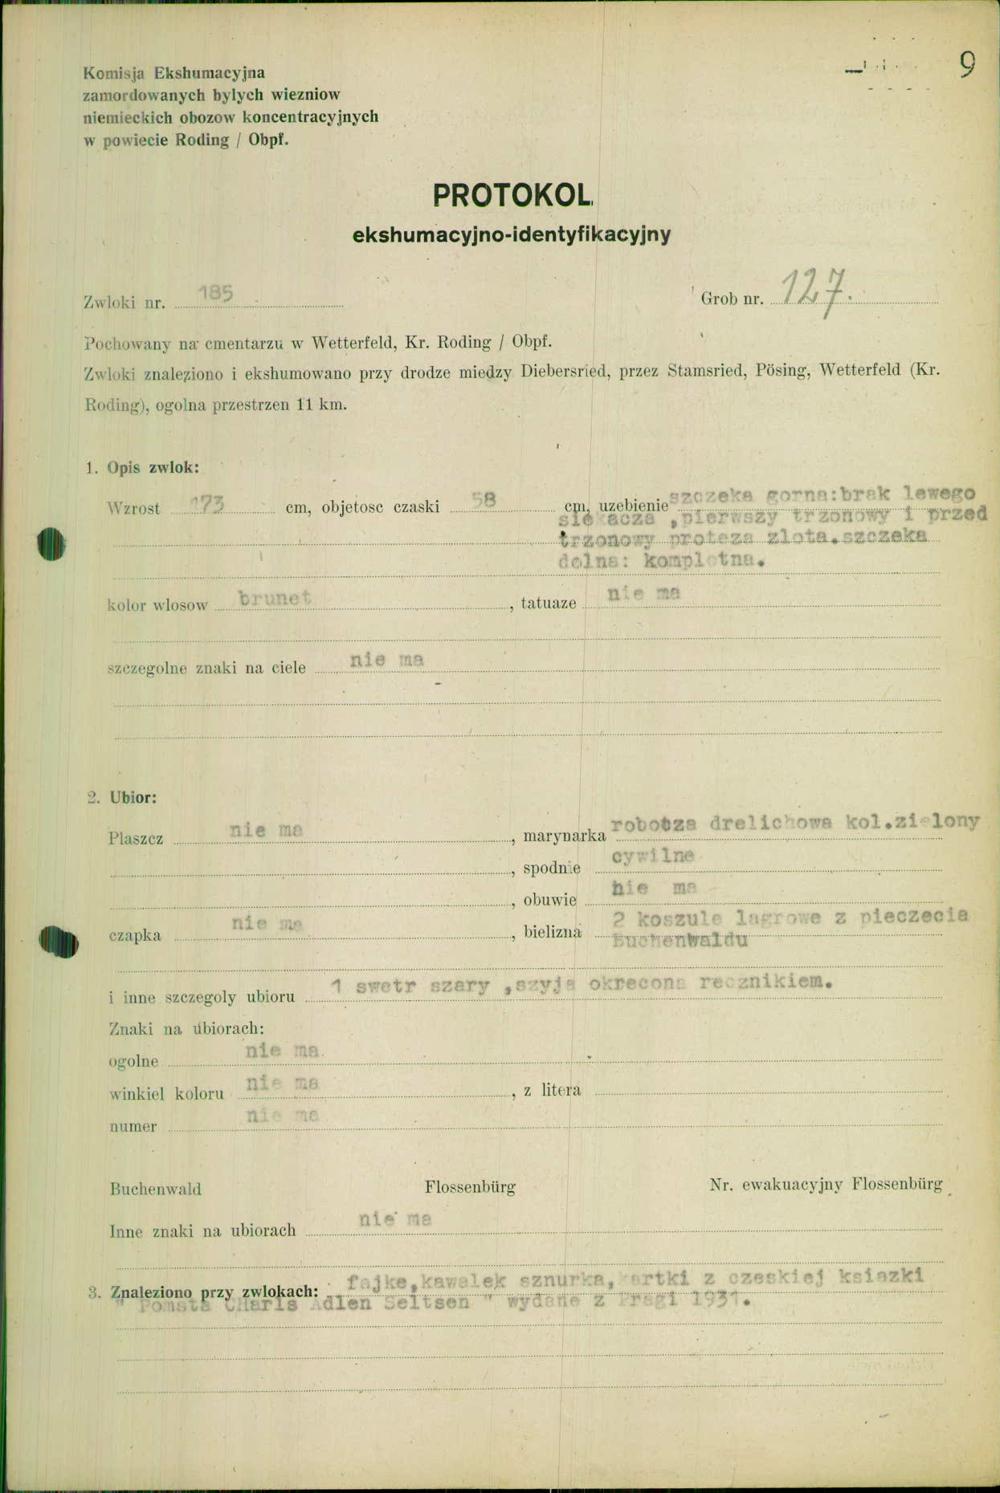 9
Komisja Ekshumacyjna
zamordowanych bylych wiezniow
niemieckich obozow koncentracyjnych
w powiecie Roding / Obpf.
PROTOKOL
ekshumacyjno-identyfikacyjny
Zwloki nr. 185 Grob nr. 127.
Pochowany na cmentarzu w Wetterfeld, Kr. Roding / Obpf.
Zwloki znaleziono i ekshumowano przy drodze miedzy Diebersried, przez Stamsried, Pösing, Wetterfeld (Kr.
Roding), ogolna przestrzen 11 km.
1. Opis zwlok:
Wzrost 173 cm, objetosc czaski 58 cm, uzebienie szczeka gorna:brak lewego
siekacza ,pierwszy trzonowy i przed
trzonowy proteza zlota.szczeka
dolna: kompletna.
kolor wlosow brunet , tatuaze nie ma
szczegolne znaki na ciele nie ma
2. Ubior:
Plaszcz nie ma , marynarka robocza drelichowa kol.zielony
, spodnie cywilne
, obuwie nie ma
czapka nie ma , bielizna 2 koszule lagrowe z pieczecia
Buchenwaldu
i inne szczegoly ubioru 1 swetr szary ,szyja okrecona recznikiem.
Znaki na ubiorach:
ogolne nie ma
winkiel koloru nie ma , z litera
numer nie ma
Buchenwald Flossenbürg Nr. ewakuacyjny Flossenbürg
Inne znaki na ubiorach nie ma
3. Znaleziono przy zwlokach: fajke,kawalek sznurka, kartki z czeskiej ksiazki
" Pomsta Charls Adlen Seltsen " wydane z Pragi 1931.